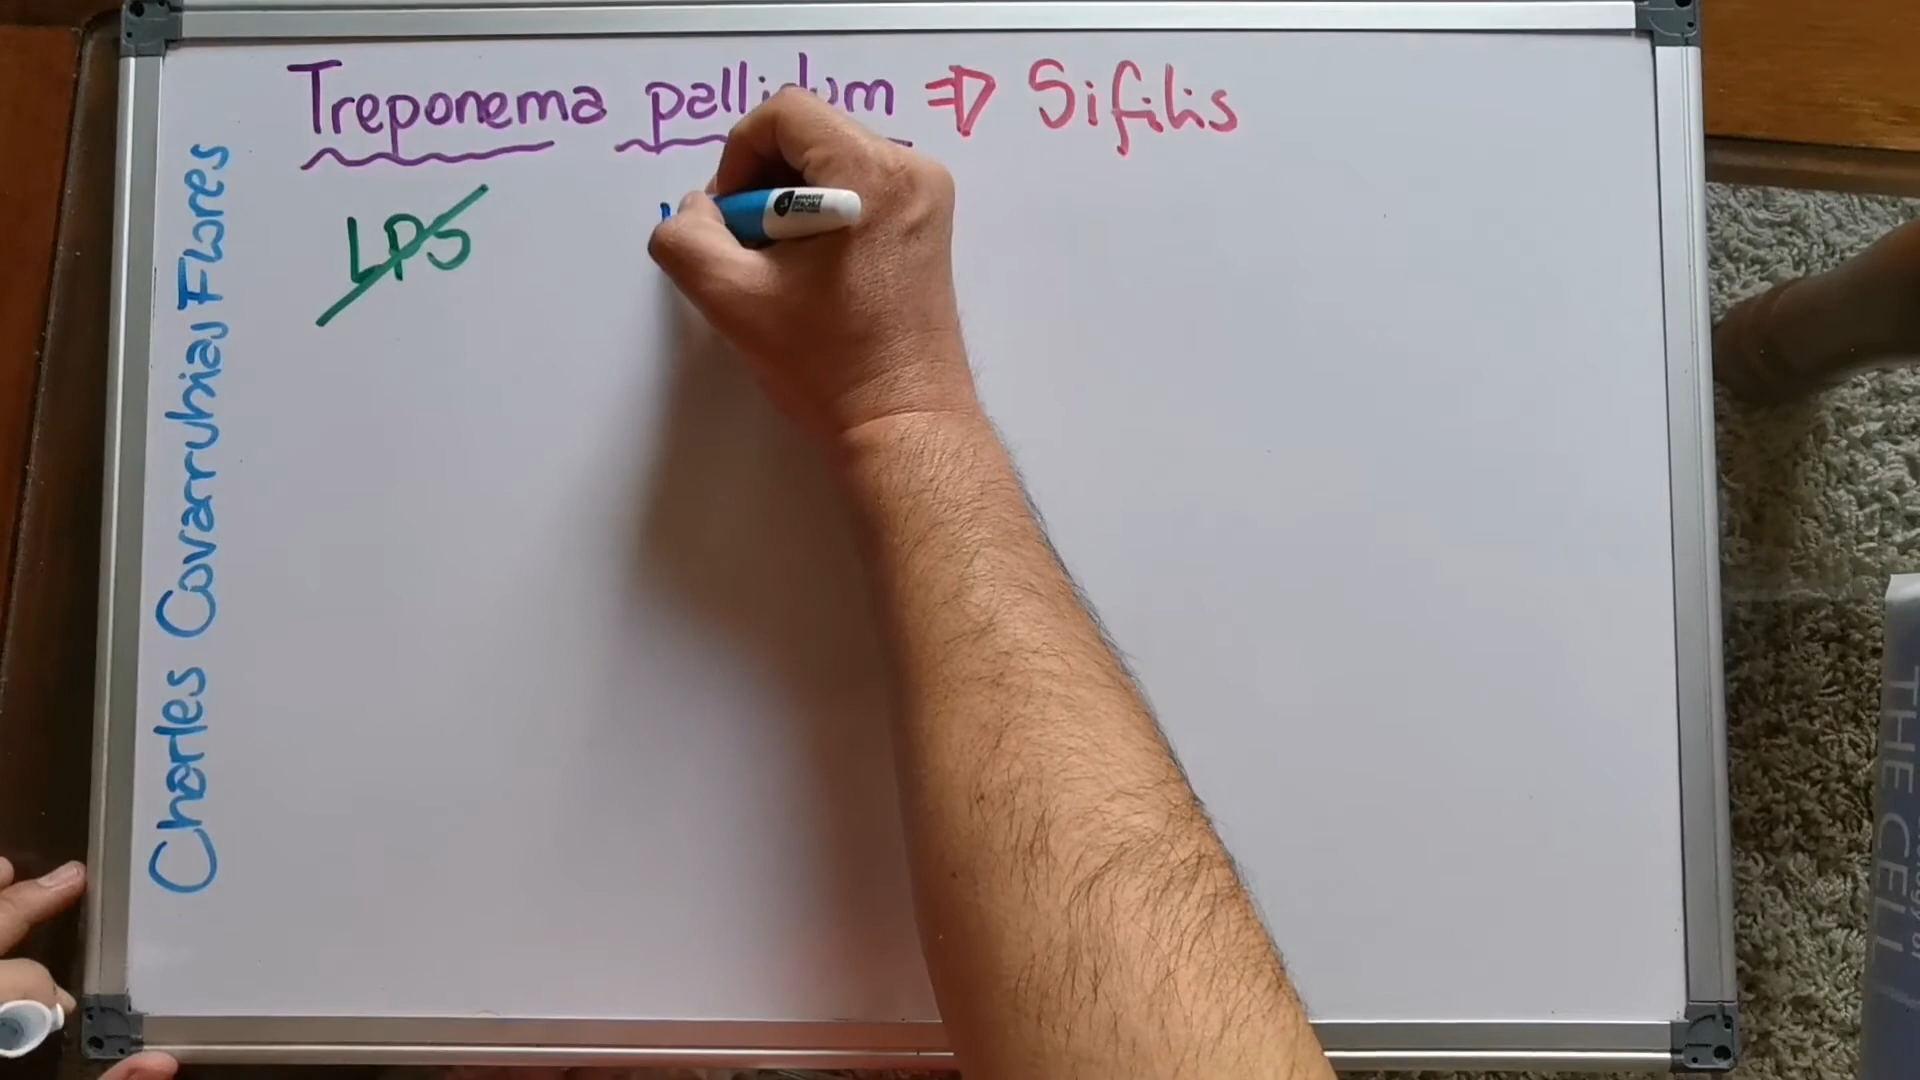 Treponema pallidum ⇒ Sifilis
LPS
Charles Covarrubias Flores
THE CELL